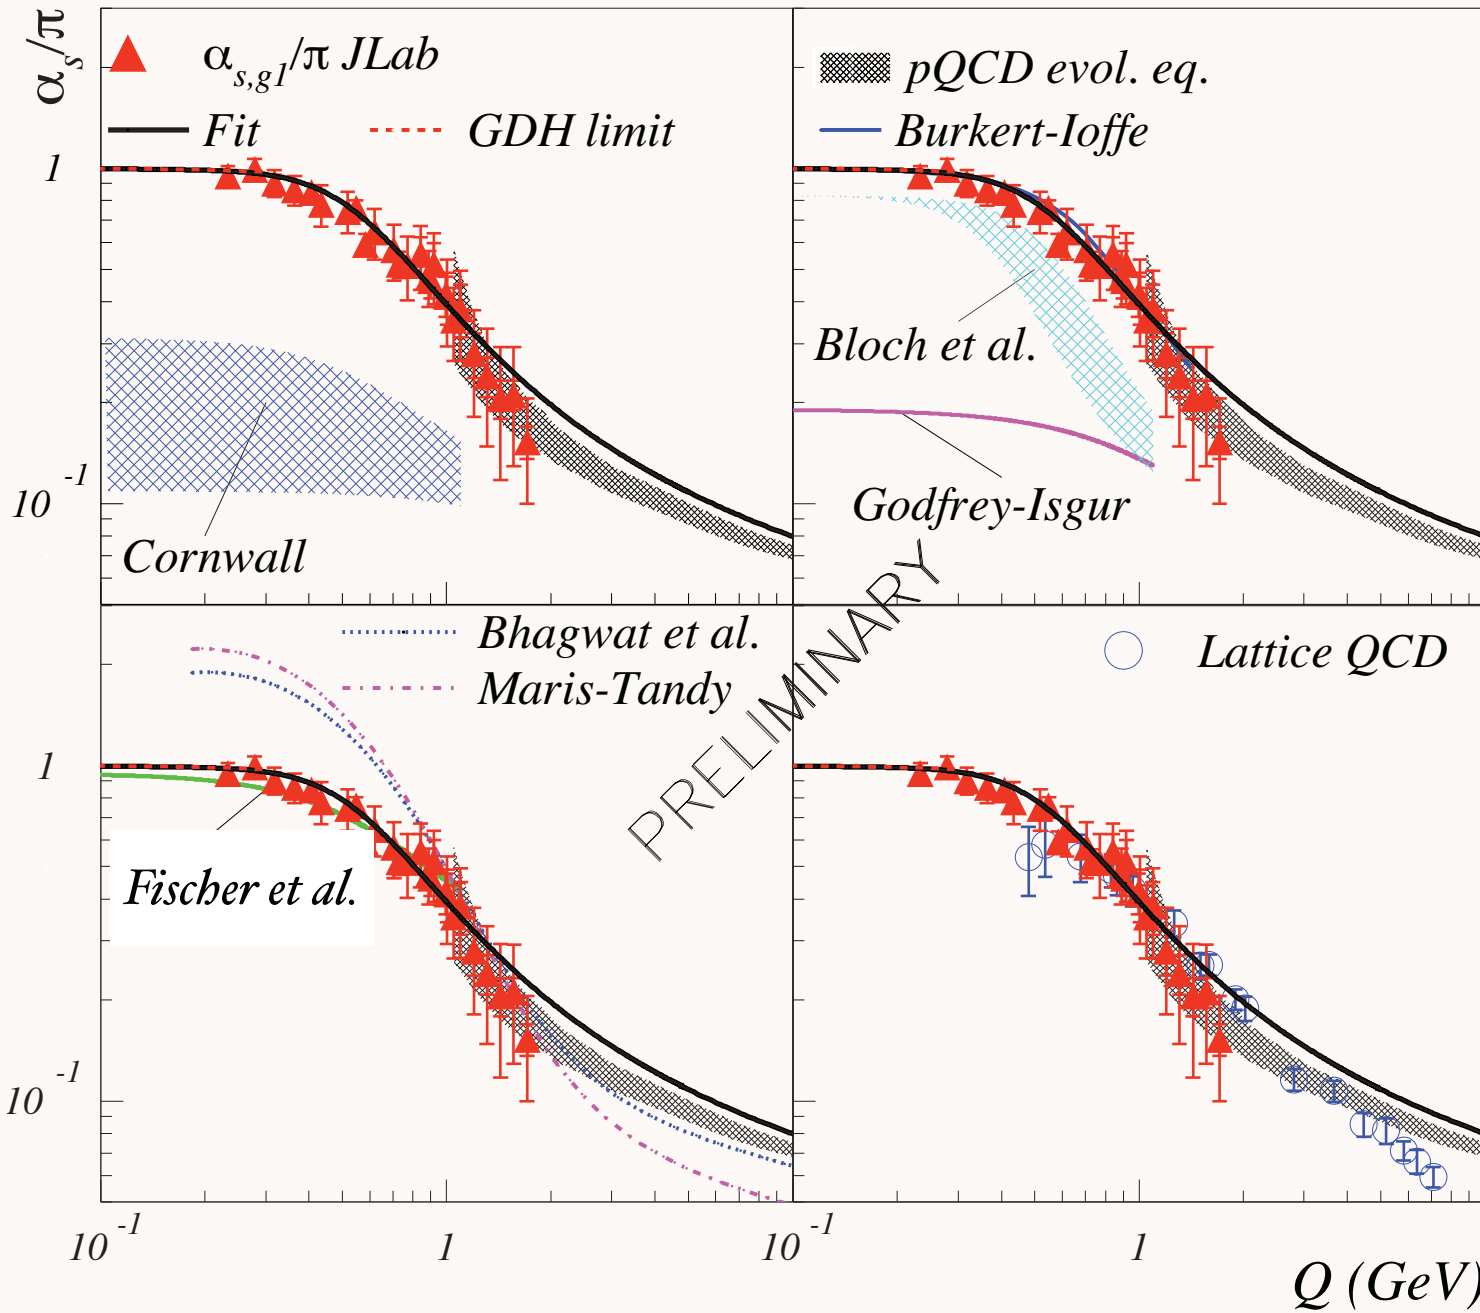 α_s/π
α_{s,g1}/π JLab
Fit
GDH limit
pQCD evol. eq.
Burkert-Ioffe
1
10^-1
Cornwall
Bloch et al.
Godfrey-Isgur
Bhagwat et al.
Maris-Tandy
Lattice QCD
PRELIMINARY
1
Fischer et al.
10^-1
10^-1
1
10
10^-1
1
Q (GeV)